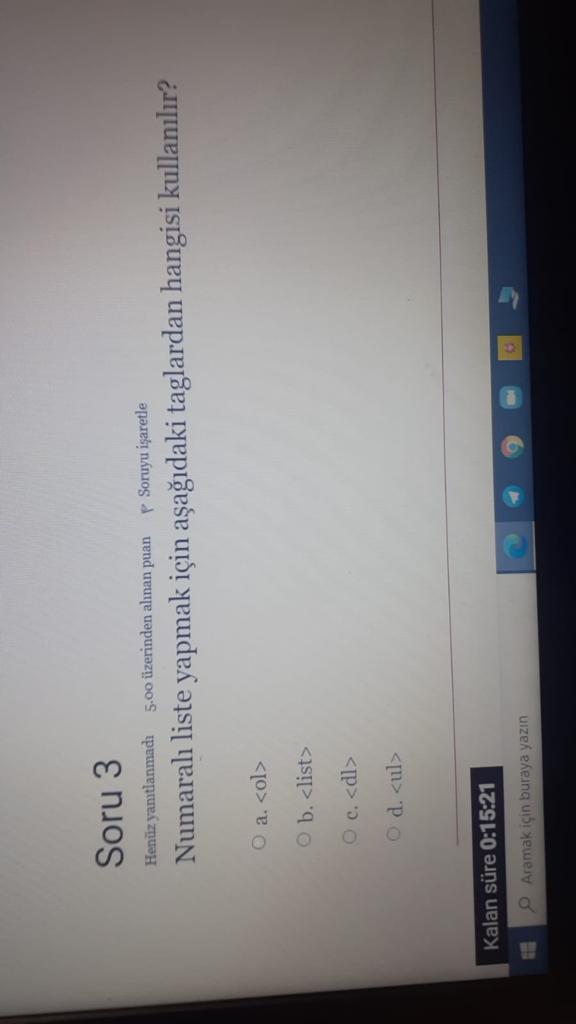 Soru 3
Henüz yanıtlanmadı 5.00 üzerinden alınan puan Soruyu işaretle
Numaralı liste yapmak için aşağıdaki taglardan hangisi kullanılır?
a. <ol>
b. <list>
c. <dl>
d. <ul>
Kalan süre 0:15:21
Aramak için buraya yazın